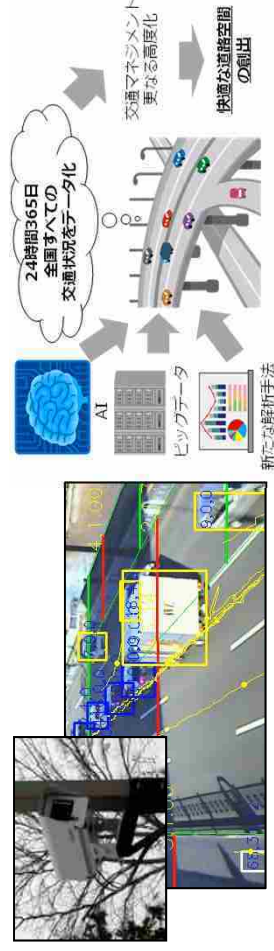 24時間365日
全国すべての
交通状況をデータ化
AI
ビッグデータ
新たな解析手法
交通マネジメント
更なる高度化
快適な道路空間
の創出